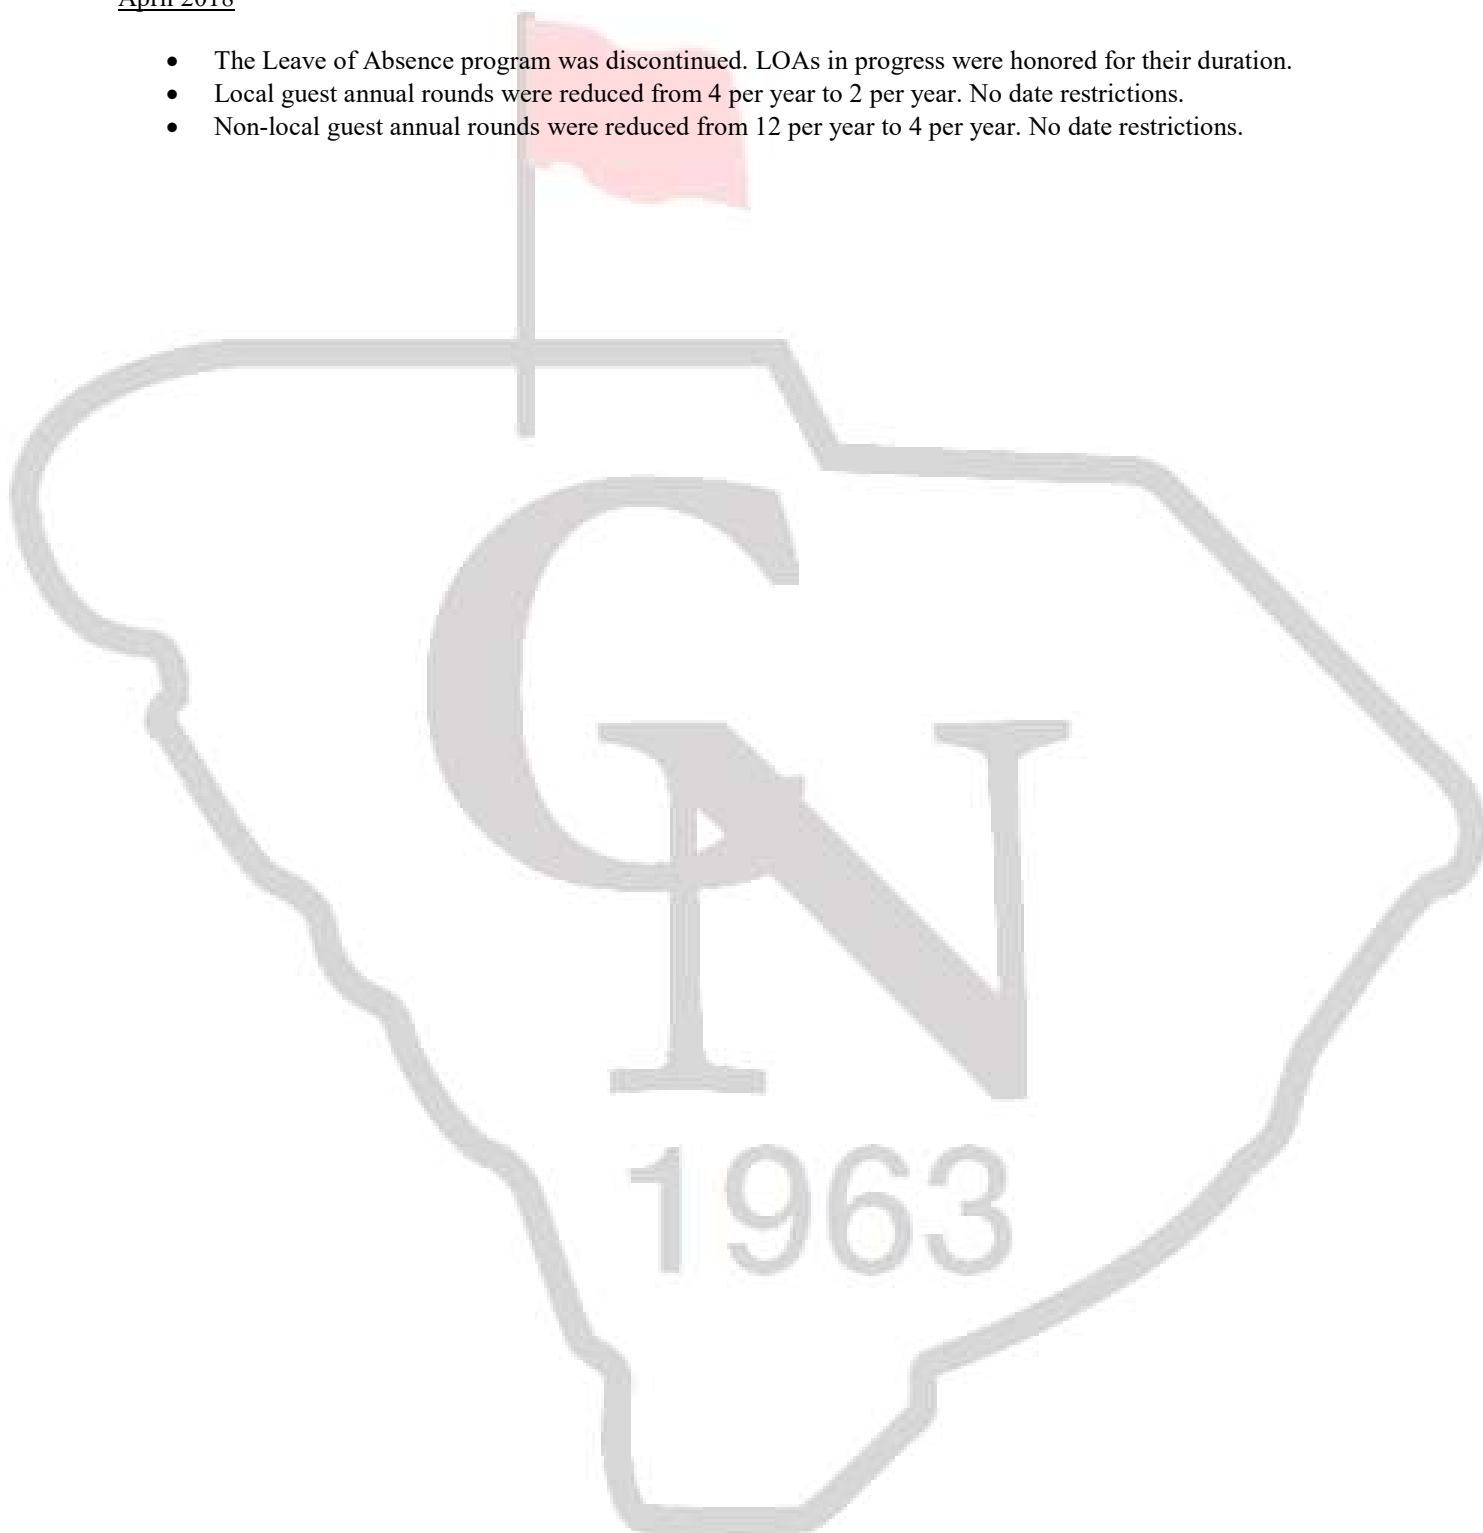 April 2018
• The Leave of Absence program was discontinued. LOAs in progress were honored for their duration.
• Local guest annual rounds were reduced from 4 per year to 2 per year. No date restrictions.
• Non-local guest annual rounds were reduced from 12 per year to 4 per year. No date restrictions.
CN
1963